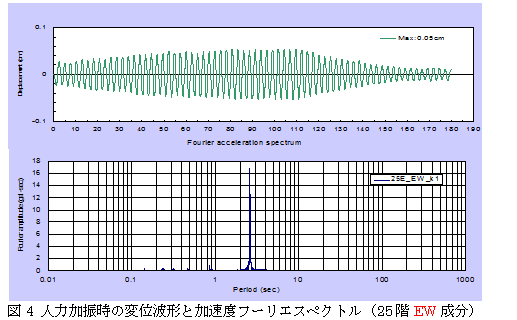 0.1
Displacement(cm)
Max:0.05cm
0
-0.1
0 10 20 30 40 50 60 70 80 90 100 110 120 130 140 150 160 170 180 190
Fourier acceleration spectrum
18
16
14
12
10
8
6
4
2
0
Fourier amplitude(gal-sec)
25E_EW_k1
0.01 0.1 1 10 100 1000
Period (sec)
図 4 人力加振時の変位波形と加速度フーリエスペクトル（25 階 EW 成分）